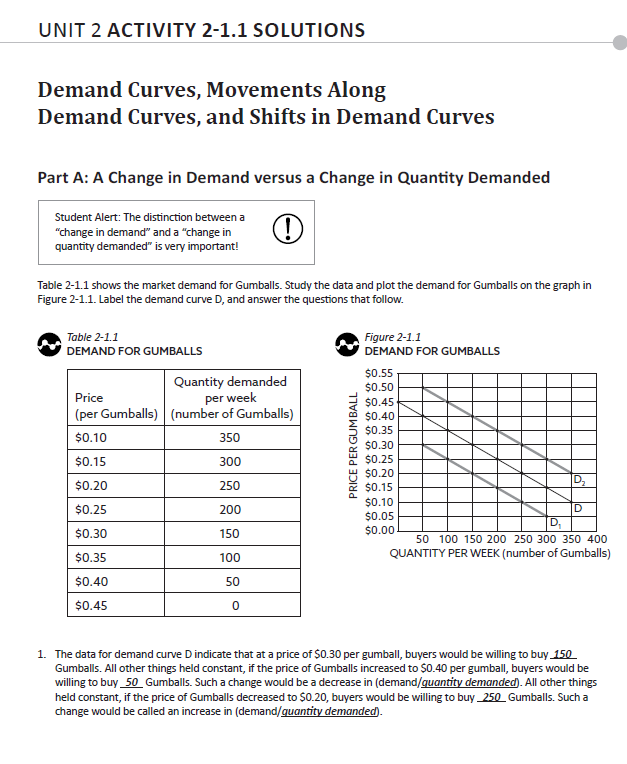 UNIT 2 ACTIVITY 2-1.1 SOLUTIONS
Demand Curves, Movements Along
Demand Curves, and Shifts in Demand Curves
Part A: A Change in Demand versus a Change in Quantity Demanded
Student Alert: The distinction between a
“change in demand” and a “change in
quantity demanded” is very important!
!
Table 2-1.1 shows the market demand for Gumballs. Study the data and plot the demand for Gumballs on the graph in
Figure 2-1.1. Label the demand curve D, and answer the questions that follow.
Table 2-1.1
DEMAND FOR GUMBALLS
Price
(per Gumballs)
Quantity demanded
per week
(number of Gumballs)
$0.10 350
$0.15 300
$0.20 250
$0.25 200
$0.30 150
$0.35 100
$0.40 50
$0.45 0
Figure 2-1.1
DEMAND FOR GUMBALLS
PRICE PER GUMBALL
$0.55
$0.50
$0.45
$0.40
$0.35
$0.30
$0.25
$0.20
$0.15
$0.10
$0.05
$0.00
D₂
D
D₁
50 100 150 200 250 300 350 400
QUANTITY PER WEEK (number of Gumballs)
1. The data for demand curve D indicate that at a price of $0.30 per gumball, buyers would be willing to buy 150
Gumballs. All other things held constant, if the price of Gumballs increased to $0.40 per gumball, buyers would be
willing to buy 50 Gumballs. Such a change would be a decrease in (demand/quantity demanded). All other things
held constant, if the price of Gumballs decreased to $0.20, buyers would be willing to buy 250 Gumballs. Such a
change would be called an increase in (demand/quantity demanded).